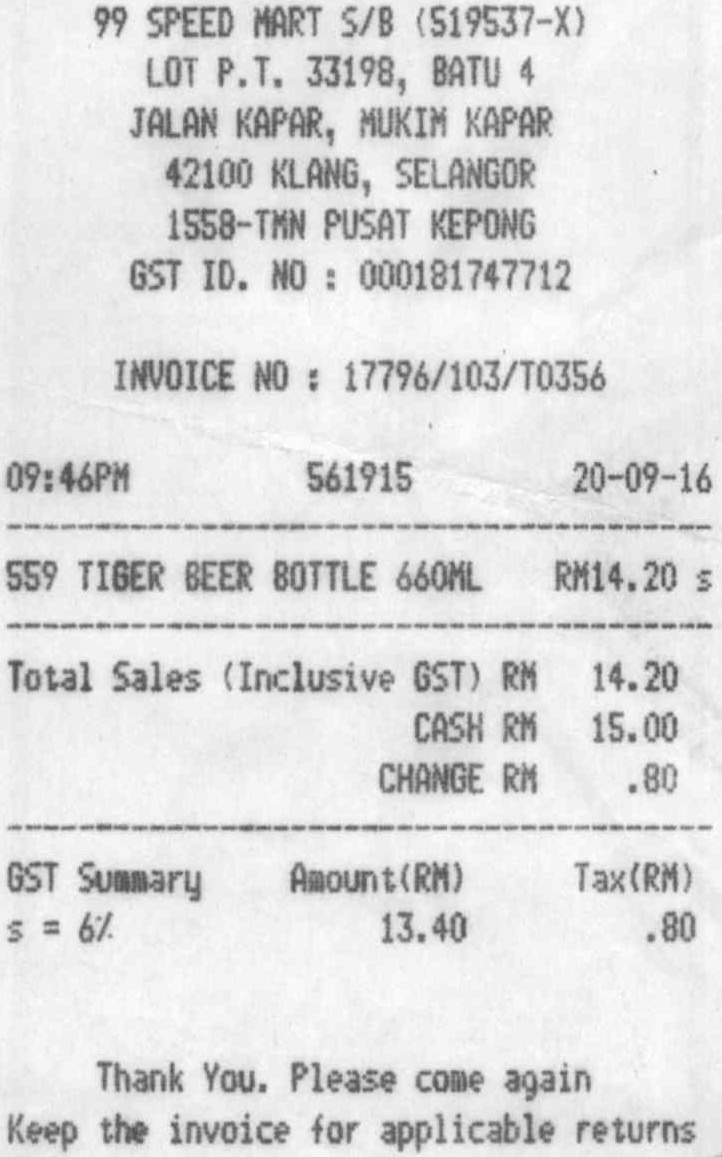 99 SPEED MART S/B (519537-X)
LOT P.T. 33198, BATU 4
JALAN KAPAR, MUKIM KAPAR
42100 KLANG, SELANGOR
1558-TMN PUSAT KEPONG
GST ID. NO : 000181747712
INVOICE NO : 17796/103/T0356
09:46PM 561915 20-09-16
559 TIGER BEER BOTTLE 660ML RM14.20 s
Total Sales (Inclusive GST) RM 14.20
CASH RM 15.00
CHANGE RM .80
GST Summary Amount(RM) Tax(RM)
s = 6% 13.40 .80
Thank You. Please come again
Keep the invoice for applicable returns